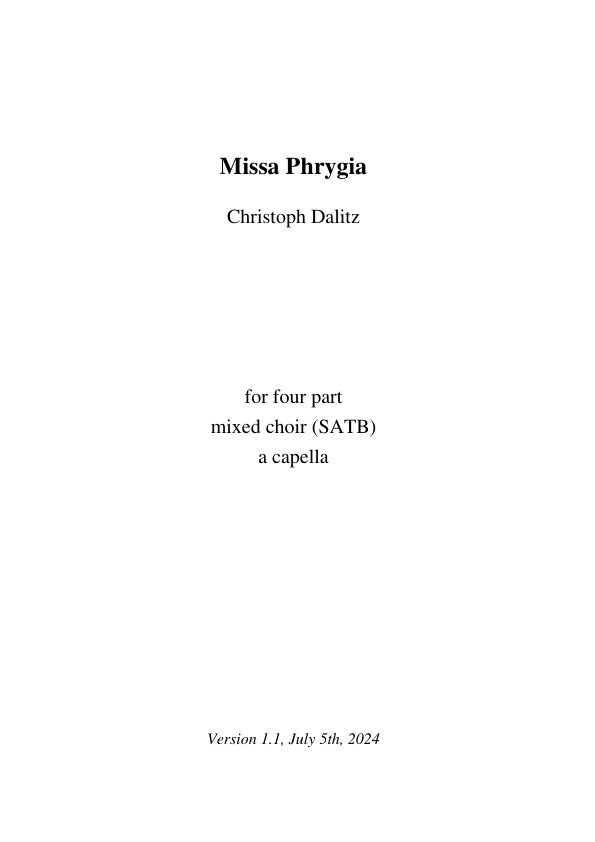 Missa Phrygia
Christoph Dalitz
for four part
mixed choir (SATB)
a capella
Version 1.1, July 5th, 2024